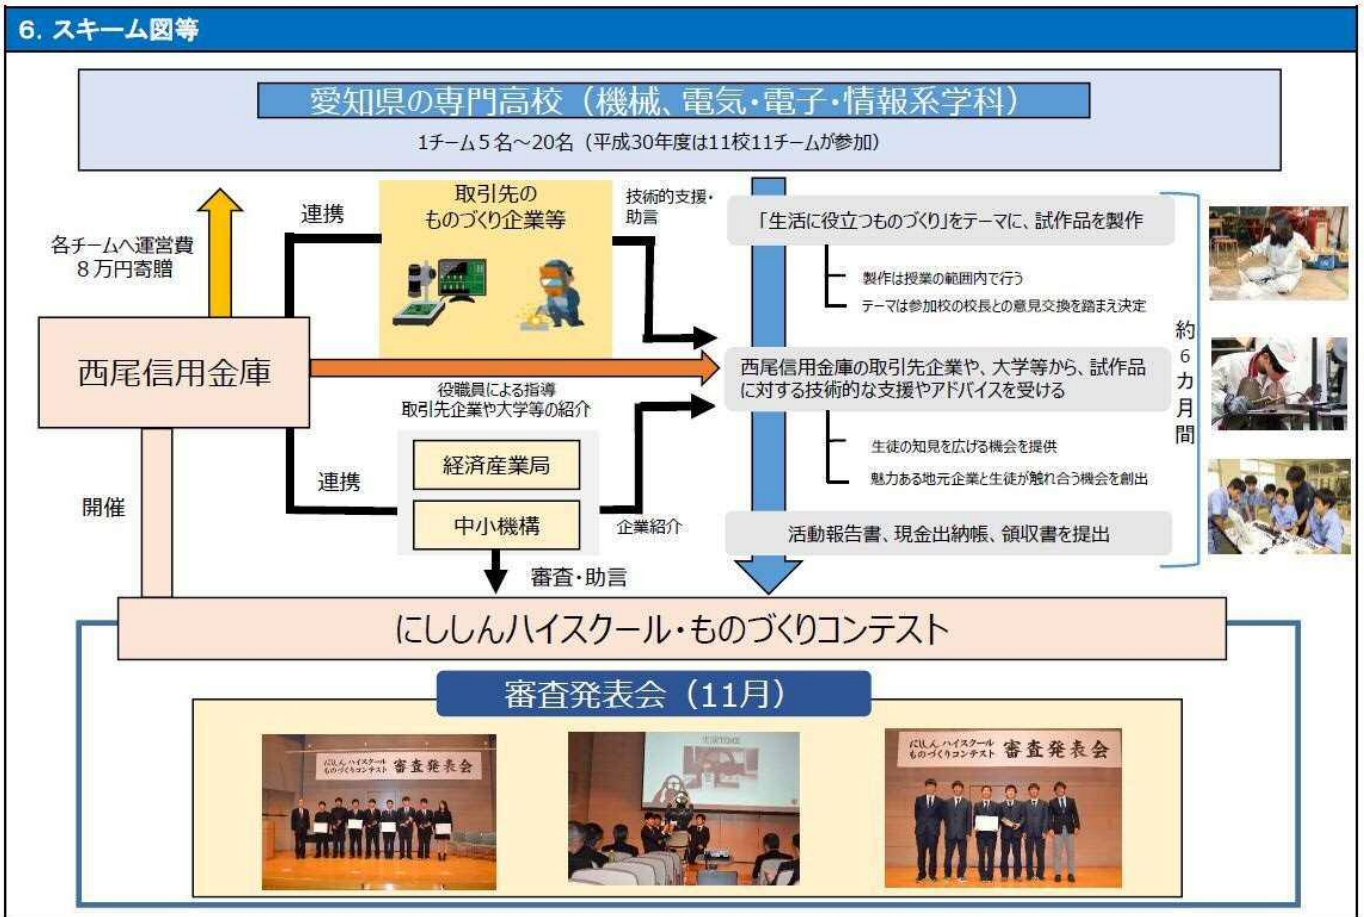 6. スキーム図等
愛知県の専門高校（機械、電気・電子・情報系学科）
1チーム５名～20名（平成30年度は11校11チームが参加）
各チームへ運営費
８万円寄贈
連携
取引先の
ものづくり企業等
技術的支援・
助言
「生活に役立つものづくり」をテーマに、試作品を製作
製作は授業の範囲内で行う
テーマは参加校の校長との意見交換を踏まえ決定
西尾信用金庫
役職員による指導
取引先企業や大学等の紹介
西尾信用金庫の取引先企業や、大学等から、試作品
に対する技術的な支援やアドバイスを受ける
生徒の知見を広げる機会を提供
魅力ある地元企業と生徒が触れ合う機会を創出
約６カ月間
連携
経済産業局
中小機構
企業紹介
活動報告書、現金出納帳、領収書を提出
開催
審査・助言
にししんハイスクール・ものづくりコンテスト
審査発表会（11月）
にししん ハイスクール
ものづくりコンテスト 審査発表会
にししん ハイスクール
ものづくりコンテスト 審査発表会